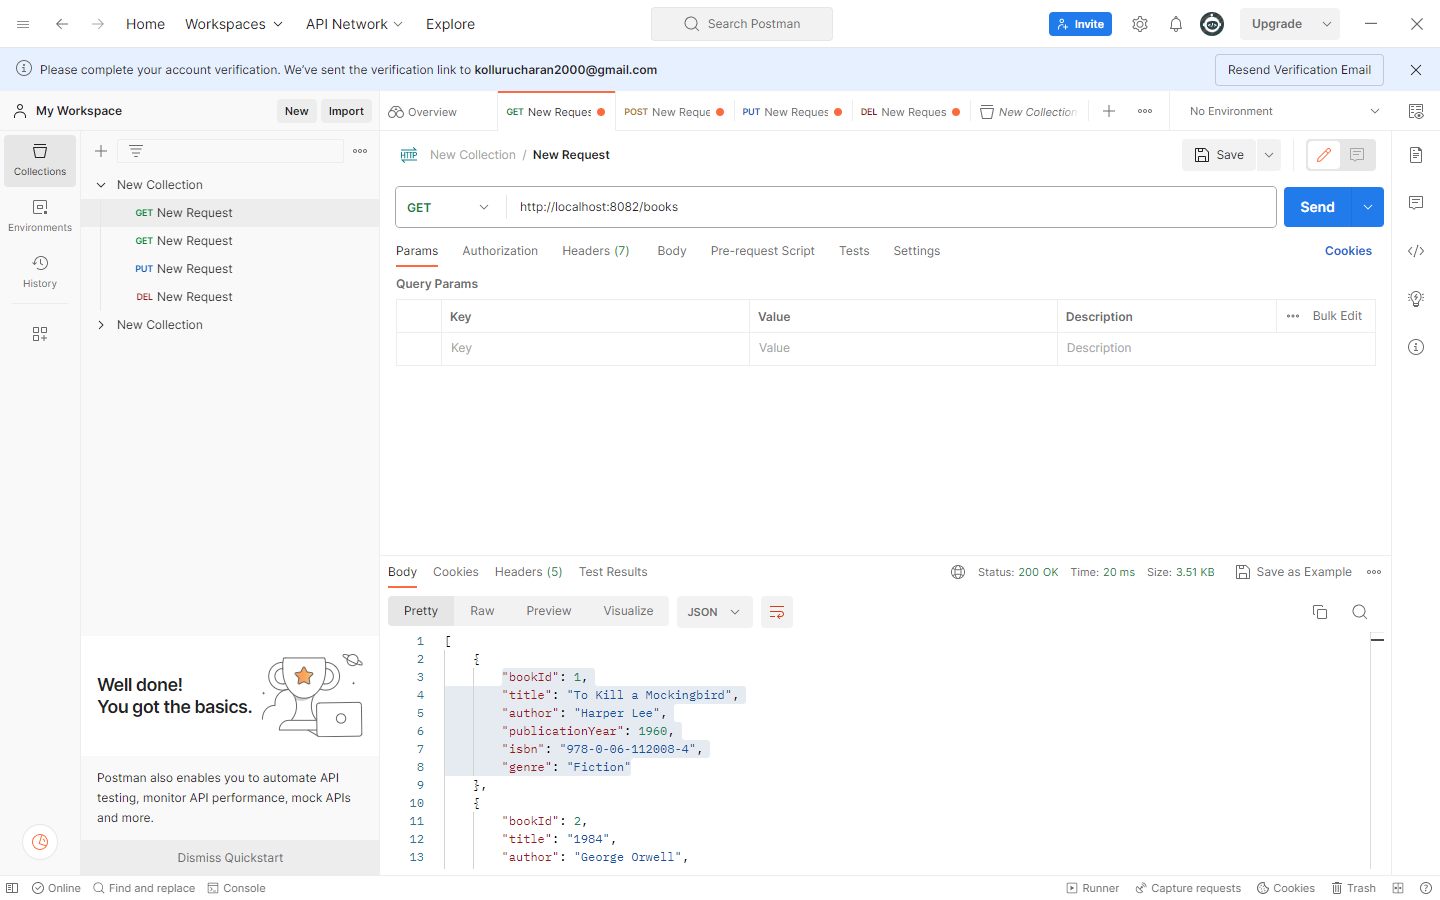 Home Workspaces API Network Explore Search Postman Invite Upgrade
Please complete your account verification. We've sent the verification link to kollurucharan2000@gmail.com Resend Verification Email
My Workspace New Import Overview GET New Reques POST New Reque PUT New Reques DEL New Reques New Collection No Environment
Collections
Environments
History
New Collection
GET New Request
GET New Request
PUT New Request
DEL New Request
New Collection
Well done!
You got the basics.
Postman also enables you to automate API
testing, monitor API performance, mock APIs
and more.
Dismiss Quickstart
HTTP New Collection / New Request Save
GET http://localhost:8082/books Send
Params Authorization Headers (7) Body Pre-request Script Tests Settings Cookies
Query Params
Key Value Description Bulk Edit
Key Value Description
Body Cookies Headers (5) Test Results Status: 200 OK Time: 20 ms Size: 3.51 KB Save as Example
Pretty Raw Preview Visualize JSON
1 [
2 {
3 "bookId": 1,
4 "title": "To Kill a Mockingbird",
5 "author": "Harper Lee",
6 "publicationYear": 1960,
7 "isbn": "978-0-06-112008-4",
8 "genre": "Fiction"
9 },
10 {
11 "bookId": 2,
12 "title": "1984",
13 "author": "George Orwell",
Online Find and replace Console Runner Capture requests Cookies Trash